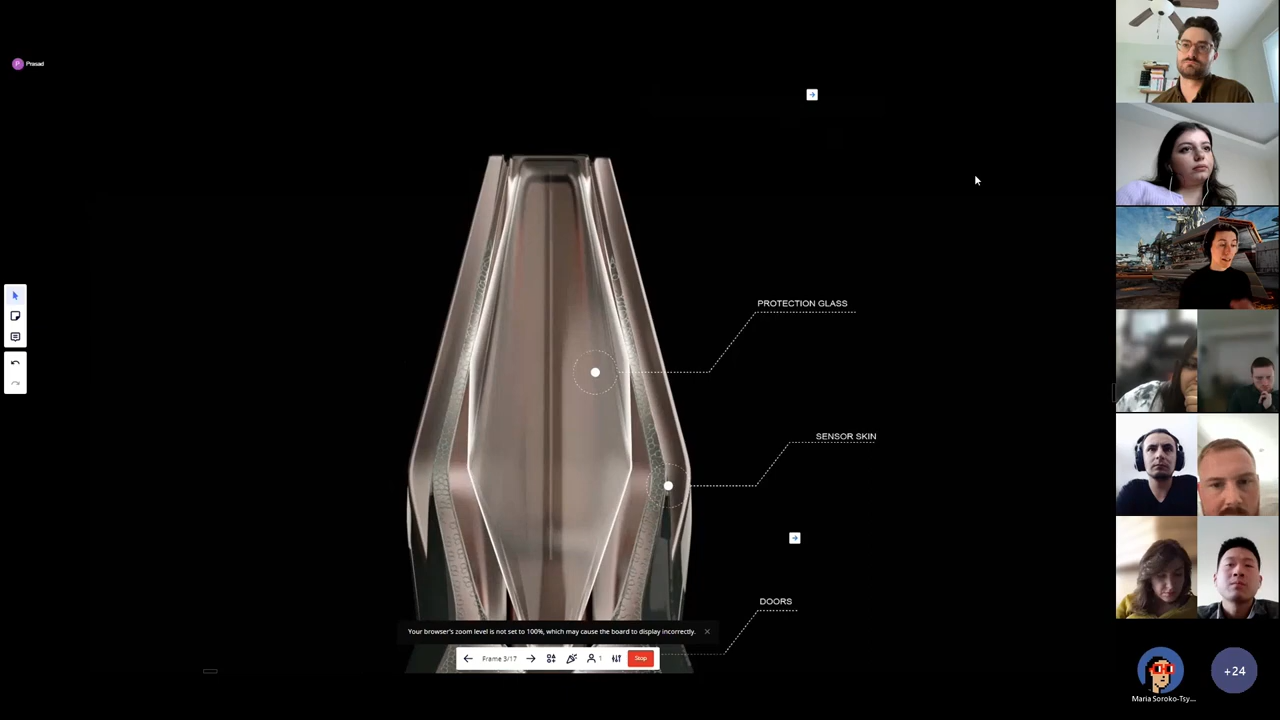 P Prasad
PROTECTION GLASS
SENSOR SKIN
DOORS
Your browser's zoom level is not set to 100%, which may cause the board to display incorrectly.
Frame 3/17
1
Stop
+24
Maria Soroko-Tsy...